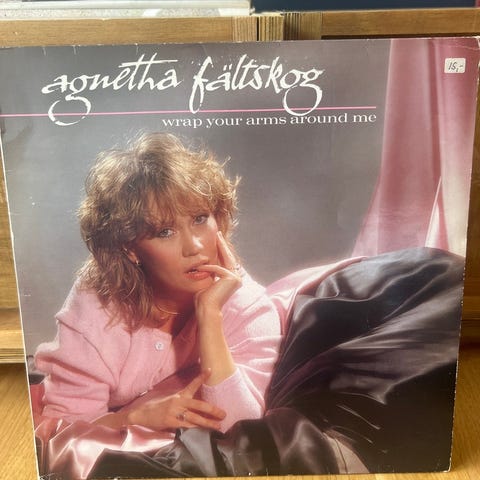 agnetha fältskog
15,-
wrap your arms around me